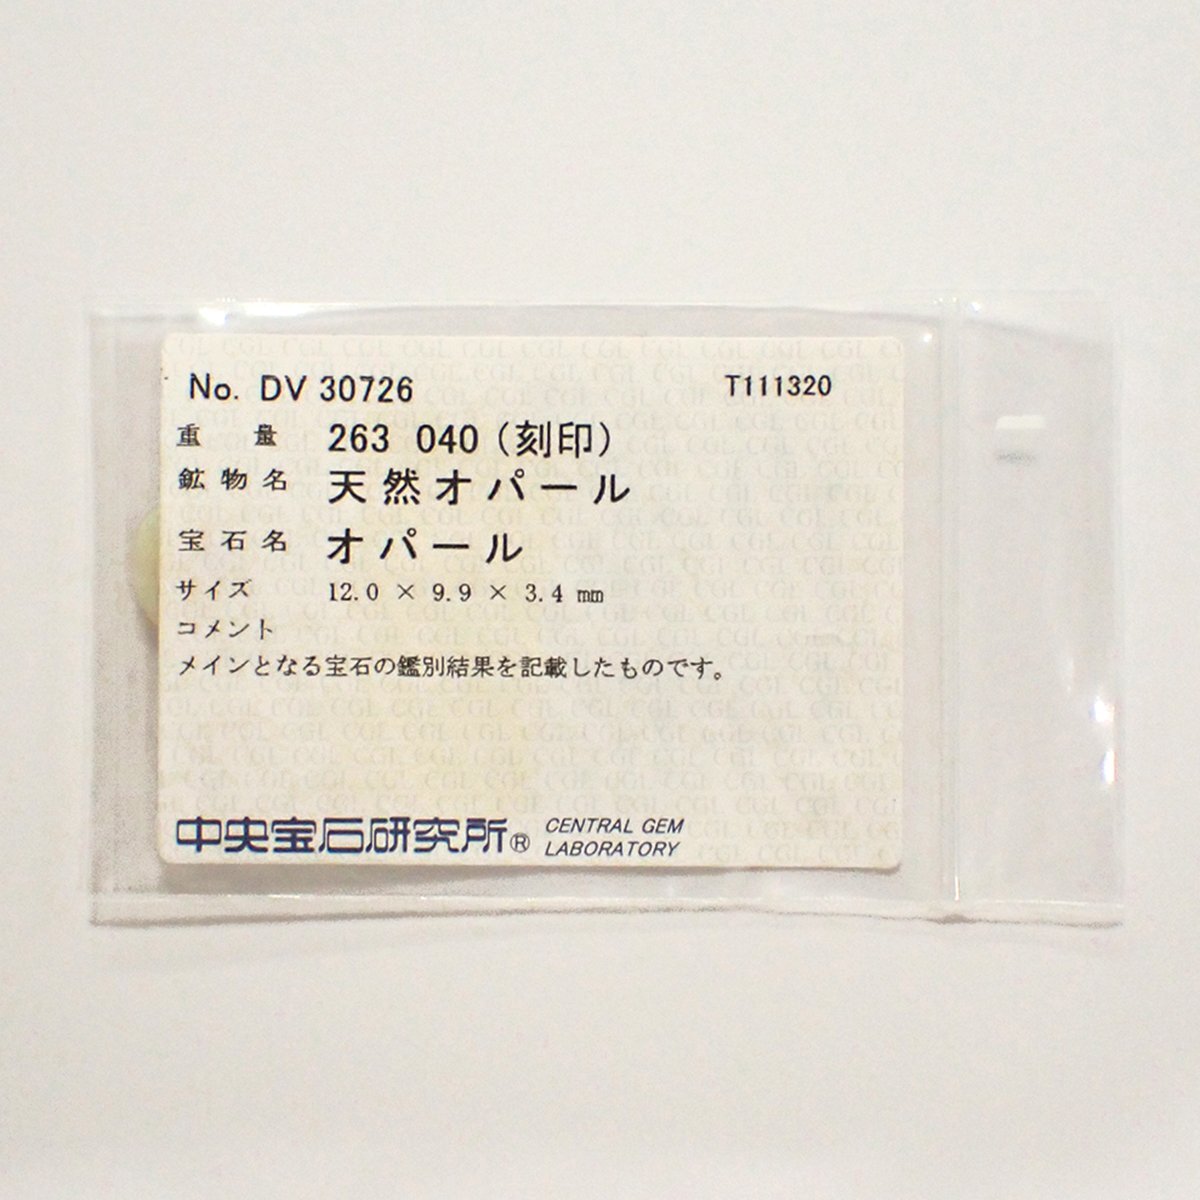 No. DV 30726 T111320
重 量 263 040 (刻印)
鉱物名 天然オパール
宝石名 オパール
サイズ 12.0 × 9.9 × 3.4 mm
コメント
メインとなる宝石の鑑別結果を記載したものです。
中央宝石研究所® CENTRAL GEM
LABORATORY